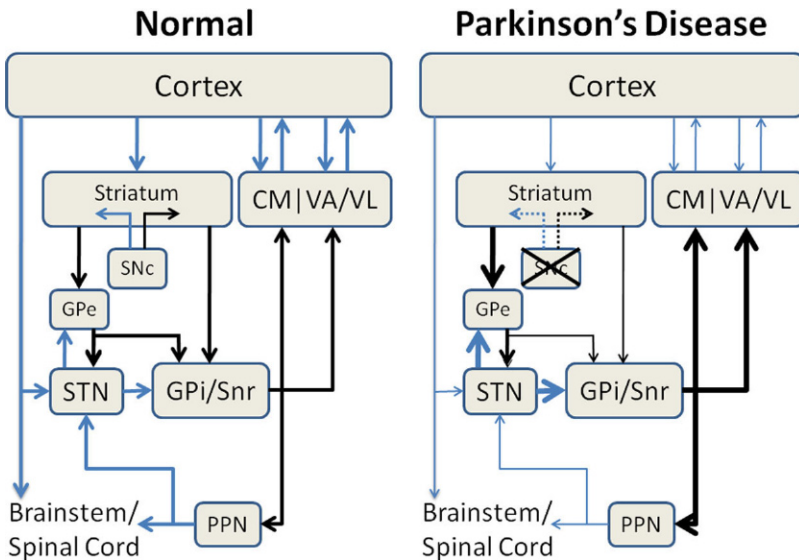 Normal
Cortex
Striatum
CM|VA/VL
SNc
GPe
STN
GPi/Snr
Brainstem/
Spinal Cord
PPN
Parkinson's Disease
Cortex
Striatum
CM|VA/VL
SNc
GPe
STN
GPi/Snr
Brainstem/
Spinal Cord
PPN